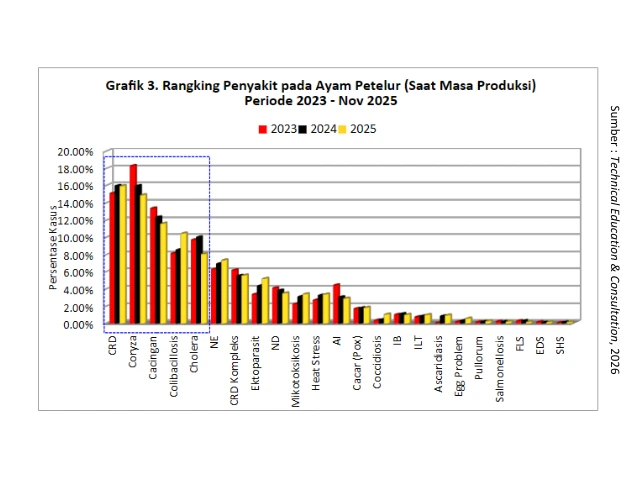 Grafik 3. Rangking Penyakit pada Ayam Petelur (Saat Masa Produksi)
Periode 2023 - Nov 2025
2023 2024 2025
Persentase Kasus
20.00%
18.00%
16.00%
14.00%
12.00%
10.00%
8.00%
6.00%
4.00%
2.00%
0.00%
CRD
Coryza
Cacingan
Colibacillosis
Cholera
NE
CRD Kompleks
Ektoparasit
ND
Mikotoksikosis
Heat Stress
AI
Cacar (Pox)
Coccidiosis
IB
ILT
Ascaridiasis
Egg Problem
Pullorum
Salmonellosis
FLS
EDS
SHS
Sumber : Technical Education & Consultation, 2026